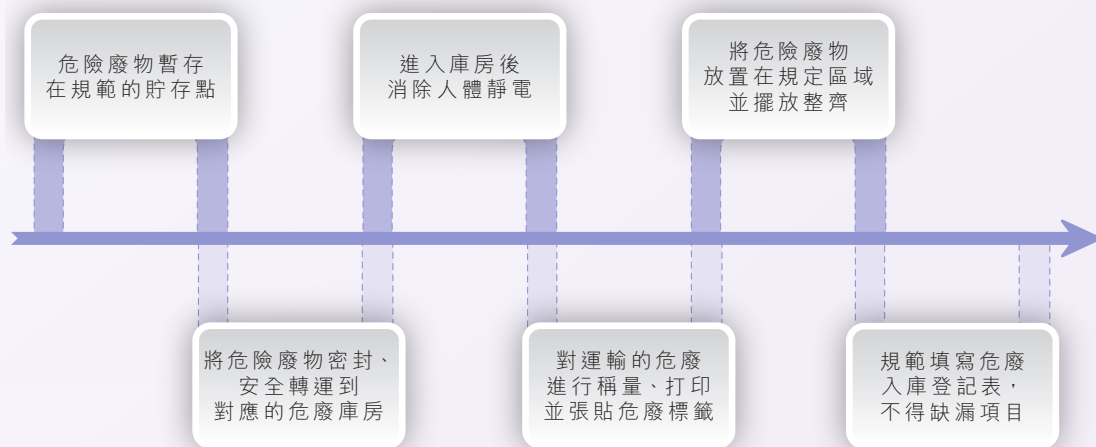 危險廢物暫存
在規範的貯存點
將危險廢物密封、
安全轉運到
對應的危廢庫房
進入庫房後
消除人體靜電
對運輸的危廢
進行稱量、打印
並張貼危廢標籤
將危險廢物
放置在規定區域
並擺放整齊
規範填寫危廢
入庫登記表，
不得缺漏項目